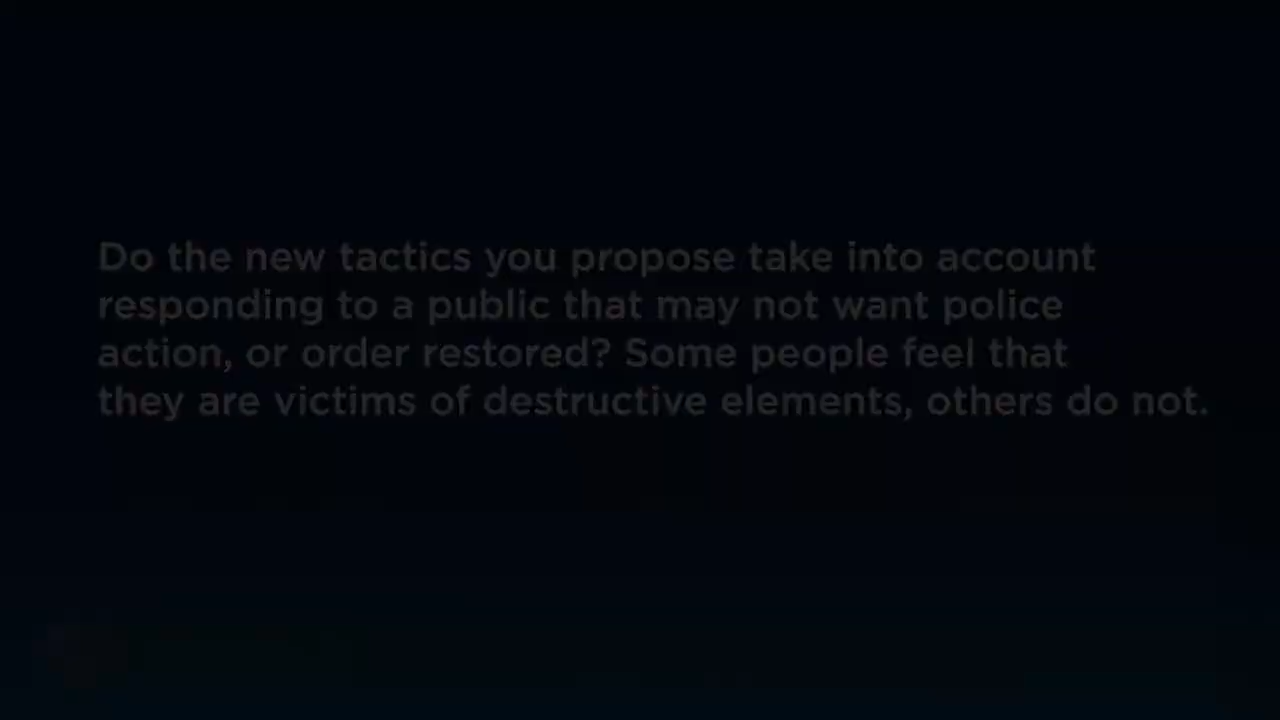 Do the new tactics you propose take into account
responding to a public that may not want police
action, or order restored? Some people feel that
they are victims of destructive elements, others do not.